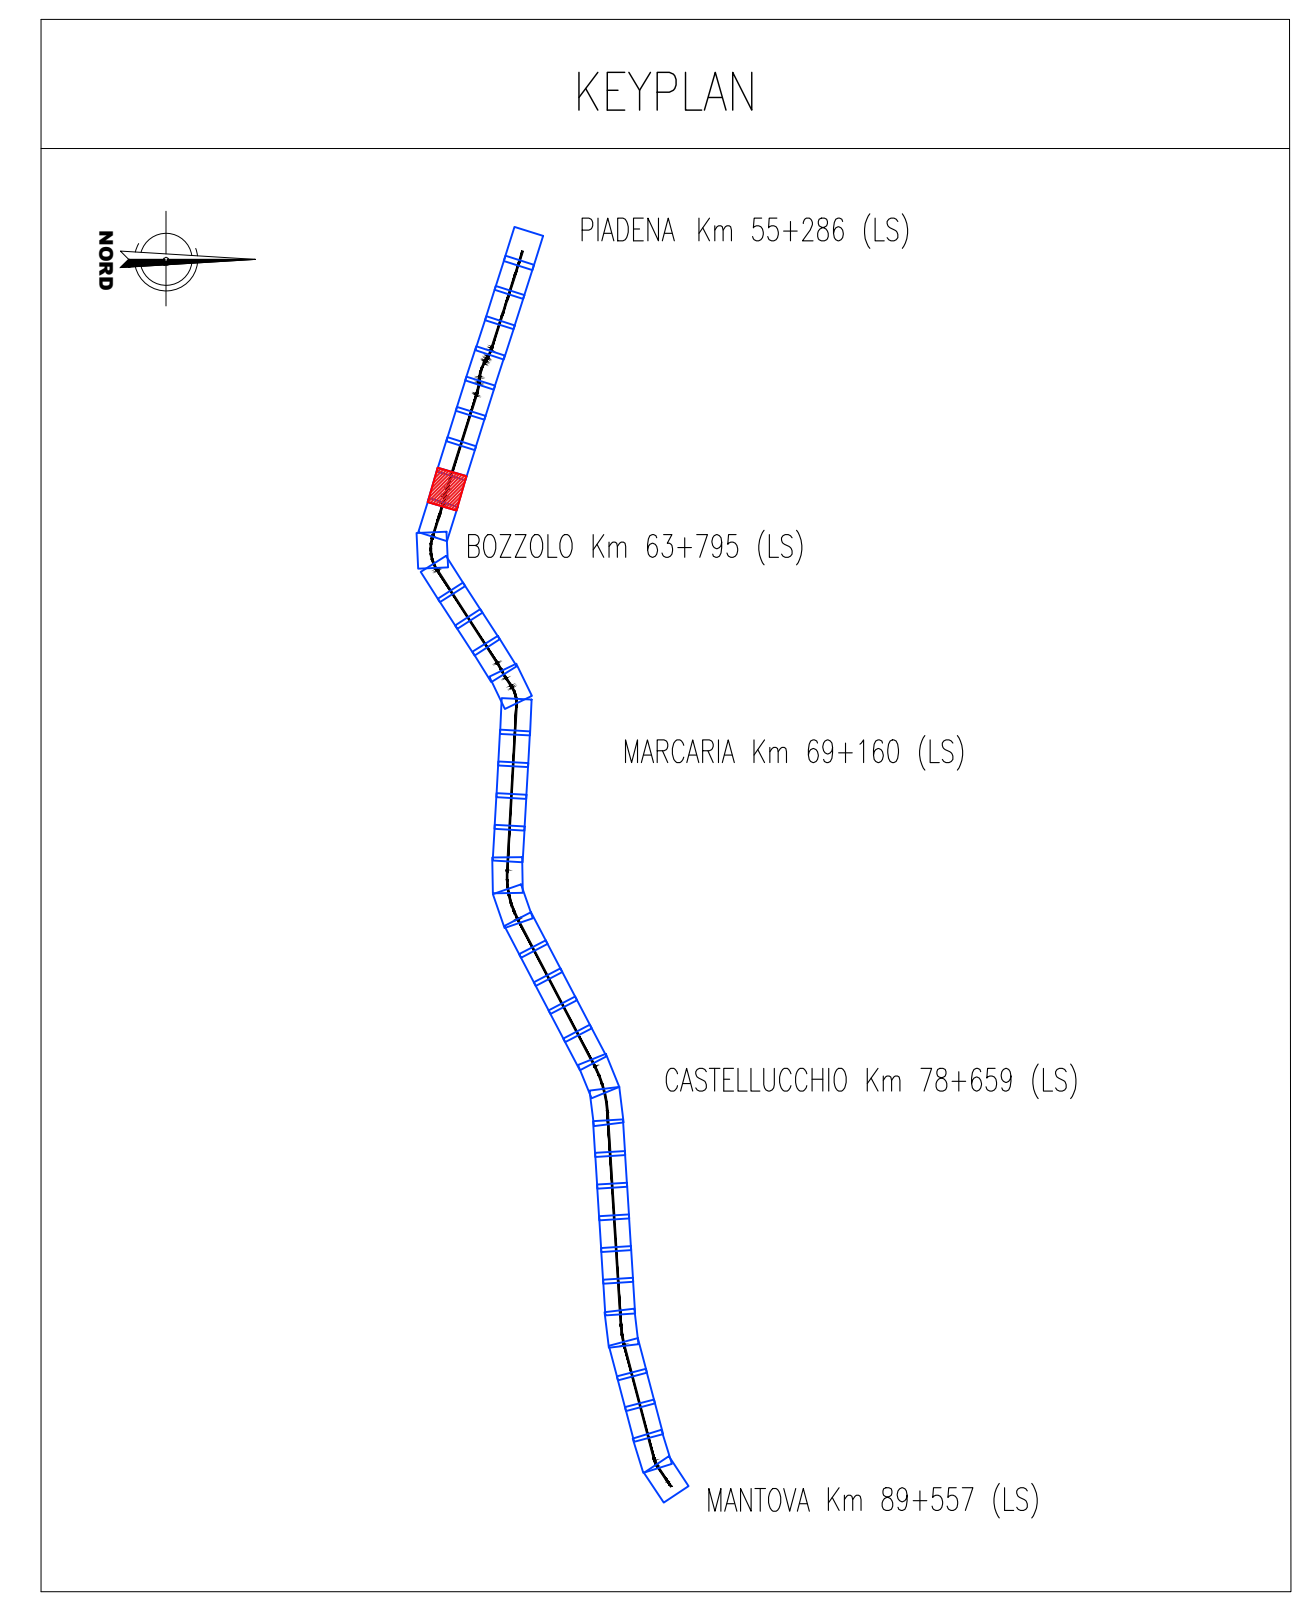 KEYPLAN
NORD
PIADENA Km 55+286 (LS)
BOZZOLO Km 63+795 (LS)
MARCARIA Km 69+160 (LS)
CASTELLUCCHIO Km 78+659 (LS)
MANTOVA Km 89+557 (LS)